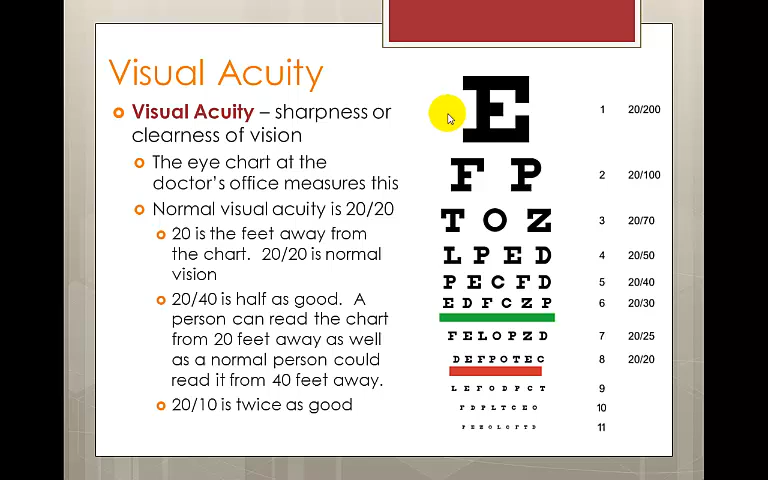 Visual Acuity
Visual Acuity – sharpness or
clearness of vision
The eye chart at the
doctor's office measures this
Normal visual acuity is 20/20
20 is the feet away from
the chart.  20/20 is normal
vision
20/40 is half as good.  A
person can read the chart
from 20 feet away as well
as a normal person could
read it from 40 feet away.
20/10 is twice as good
E 1 20/200
F P 2 20/100
T O Z 3 20/70
L P E D 4 20/50
P E C F D 5 20/40
E D F C Z P 6 20/30
F E L O P Z D 7 20/25
D E F P O T E C 8 20/20
L E F O D P C T 9
F D P L T C E O 10
11